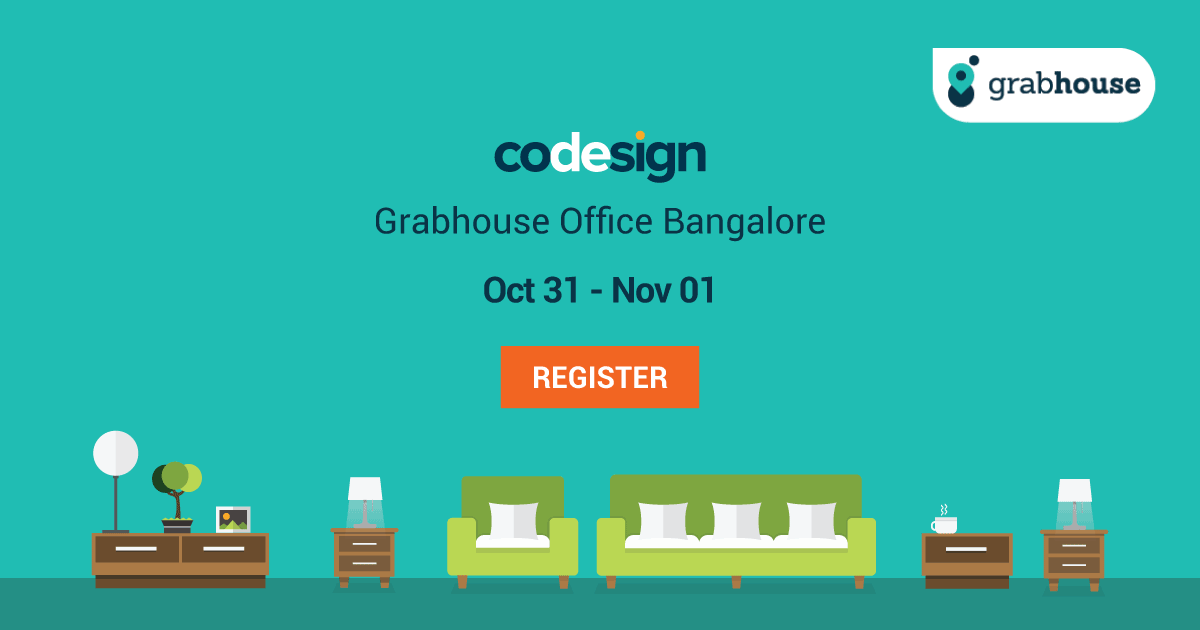 grabhouse
codesign
Grabhouse Office Bangalore
Oct 31 - Nov 01
REGISTER